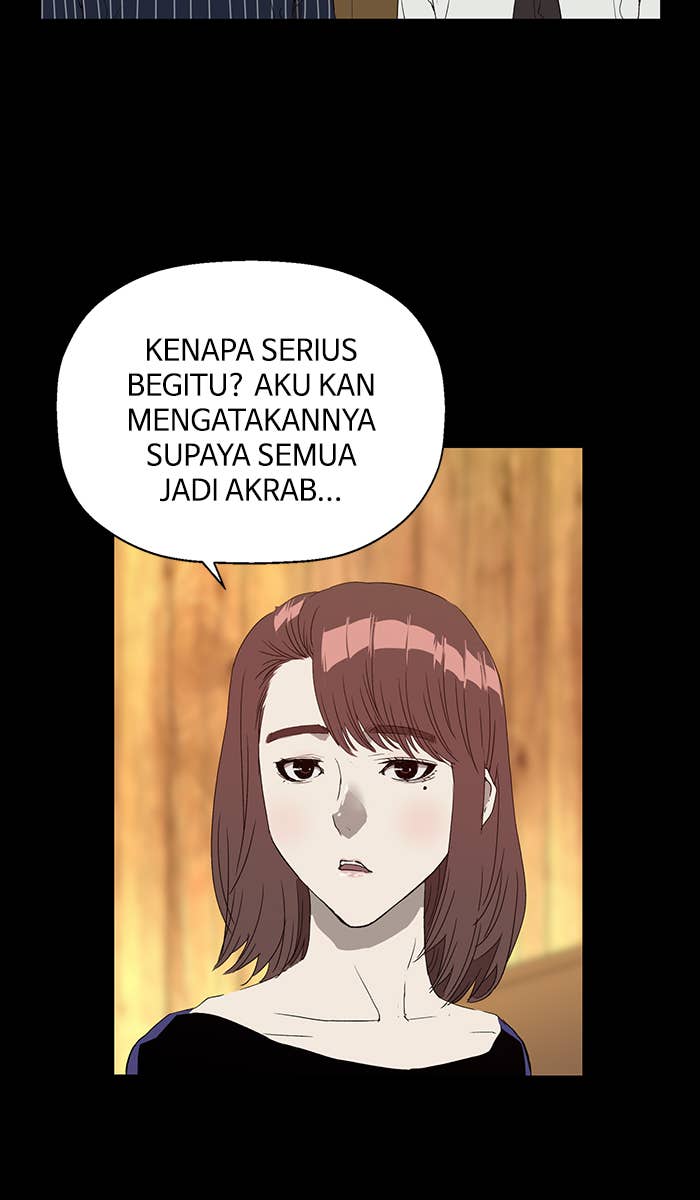 KENAPA SERIUS
BEGITU? AKU KAN
MENGATAKANNYA
SUPAYA SEMUA
JADI AKRAB...